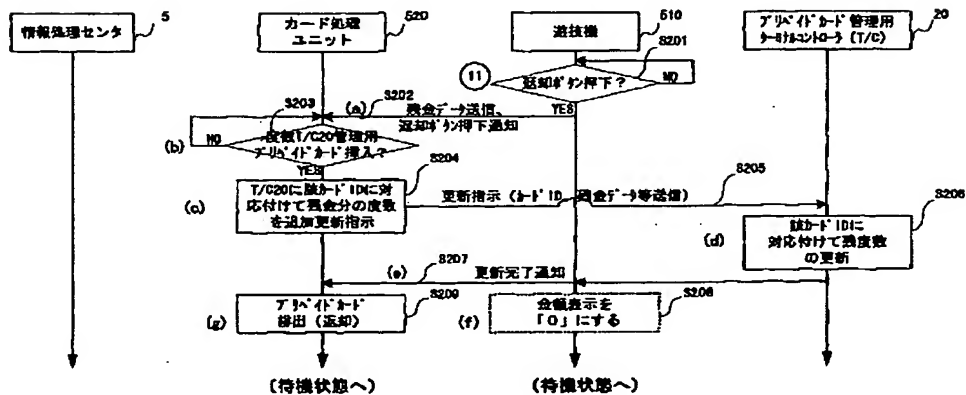 5
情報処理センタ
520
カード処理
ユニット
510
遊技機
20
プリペイドカード管理用
ターミナルコントローラ(T/C)
S201
11
返却ボタン押下?
NO
YES
S202
(a)
残金データ送信、
返却ボタン押下通知
S203
(b)
NO
度数T/C20管理用
プリペイドカード挿入?
YES
S204
(c)
T/C20に該カードIDに対
応付けて残金分の度数
を追加更新指示
更新指示(カードID 残金データ等送信)
S205
S206
(d)
該カードIDに
対応付けて残度数
の更新
S207
(e)
更新完了通知
S209
(g)
プリペイドカード
排出(返却)
S208
(f)
金額表示を
「0」にする
(待機状態へ)
(待機状態へ)